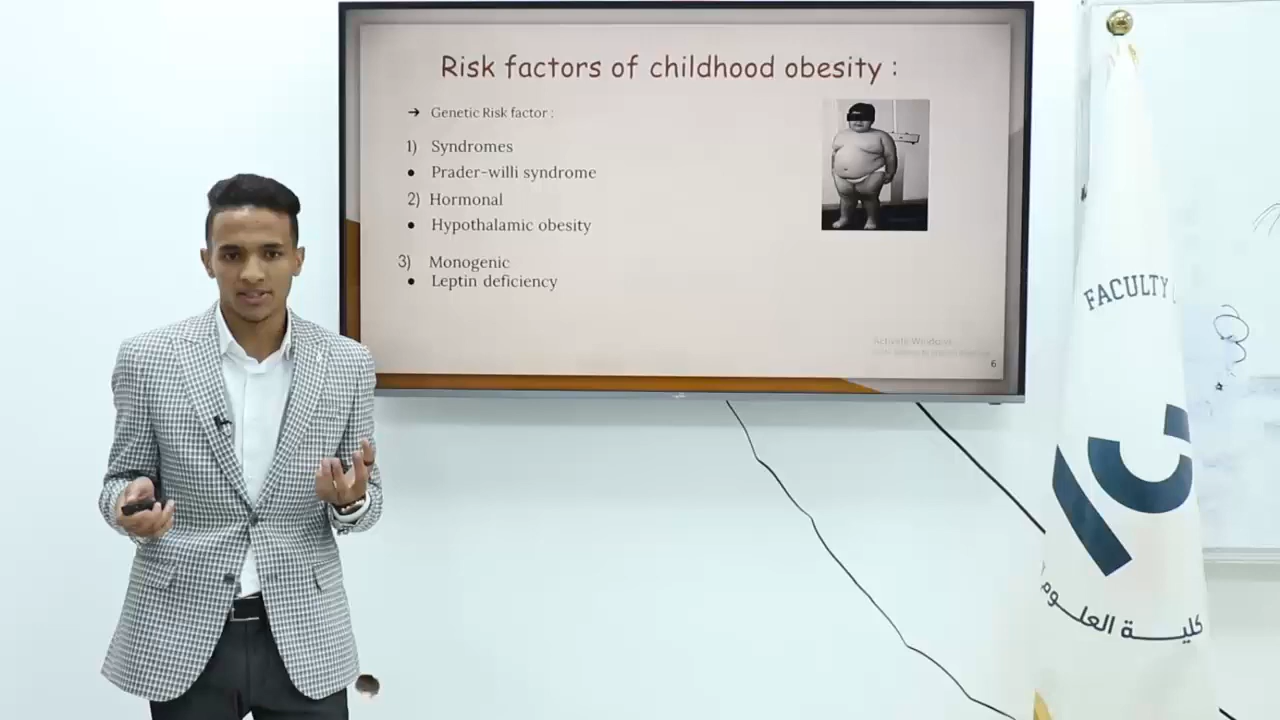 Risk factors of childhood obesity :
➔ Genetic Risk factor :
1) Syndromes
● Prader-willi syndrome
2) Hormonal
● Hypothalamic obesity
3) Monogenic
● Leptin deficiency
Activate Windows
6
FACULTY
كلية العلوم